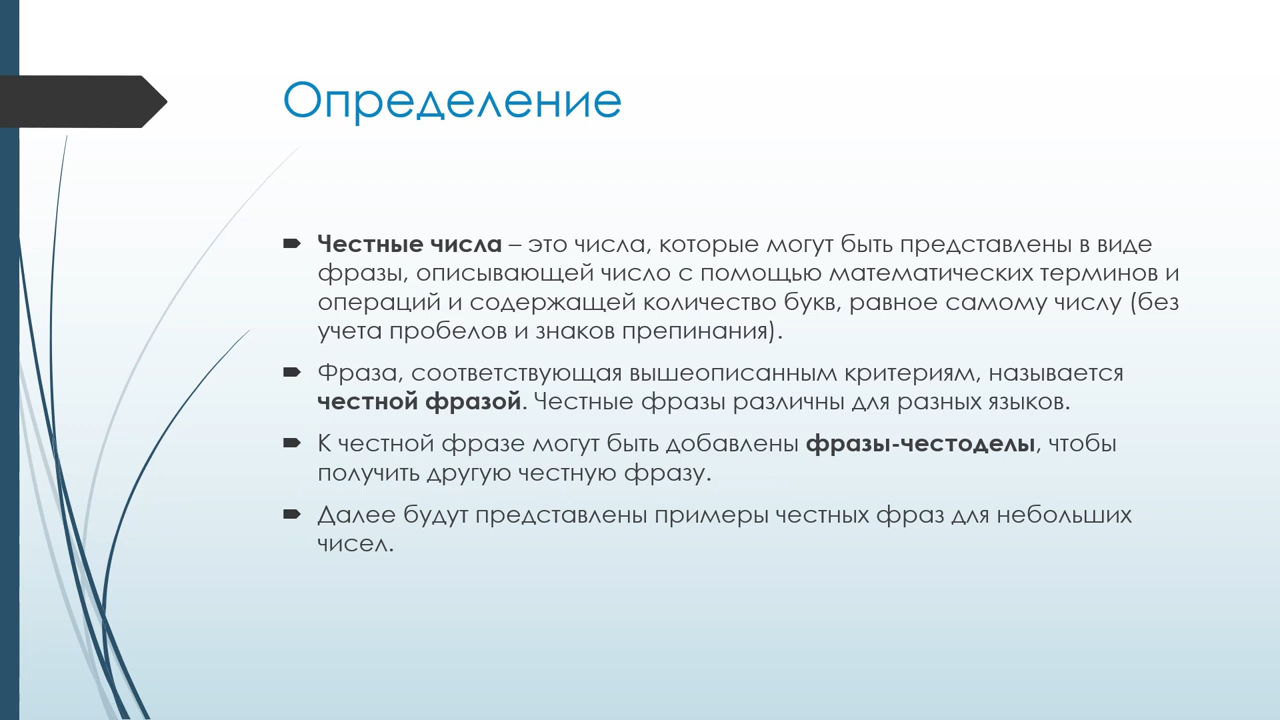 Определение
Честные числа – это числа, которые могут быть представлены в виде
фразы, описывающей число с помощью математических терминов и
операций и содержащей количество букв, равное самому числу (без
учета пробелов и знаков препинания).
Фраза, соответствующая вышеописанным критериям, называется
честной фразой. Честные фразы различны для разных языков.
К честной фразе могут быть добавлены фразы-честоделы, чтобы
получить другую честную фразу.
Далее будут представлены примеры честных фраз для небольших
чисел.